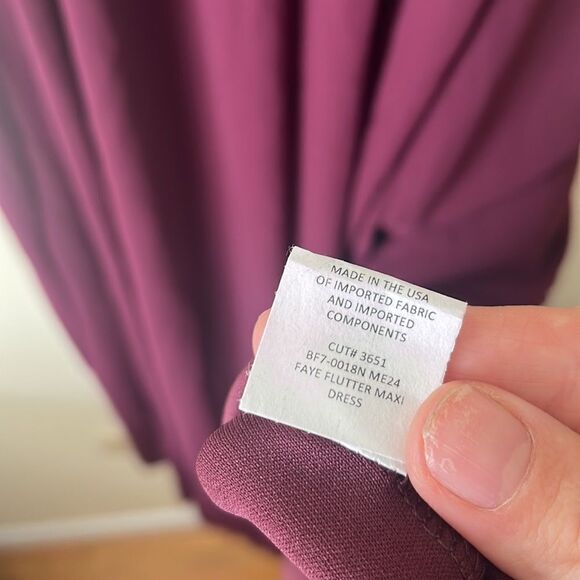 MADE IN THE USA
OF IMPORTED FABRIC
AND IMPORTED
COMPONENTS
CUT# 3651
BF7-0018N ME24
FAYE FLUTTER MAXI
DRESS